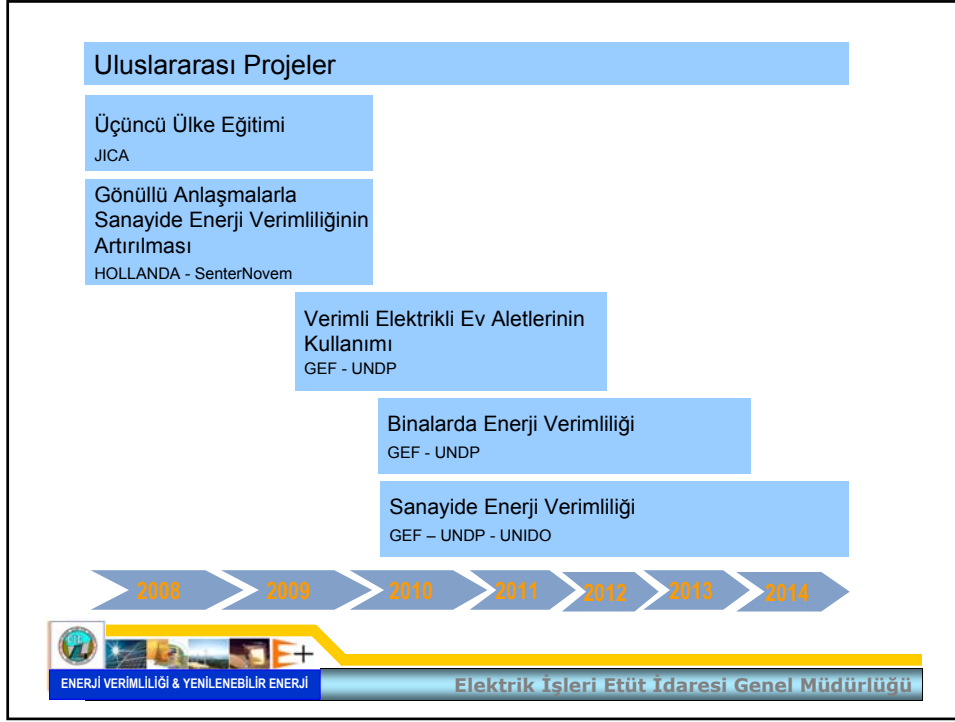 Uluslararası Projeler
Üçüncü Ülke Eğitimi
JICA
Gönüllü Anlaşmalarla
Sanayide Enerji Verimliliğinin
Artırılması
HOLLANDA - SenterNovem
Verimli Elektrikli Ev Aletlerinin
Kullanımı
GEF - UNDP
Binalarda Enerji Verimliliği
GEF - UNDP
Sanayide Enerji Verimliliği
GEF – UNDP - UNIDO
2008 2009 2010 2011 2012 2013 2014
E+
ENERJİ VERİMLİLİĞİ & YENİLENEBİLİR ENERJİ
Elektrik İşleri Etüt İdaresi Genel Müdürlüğü